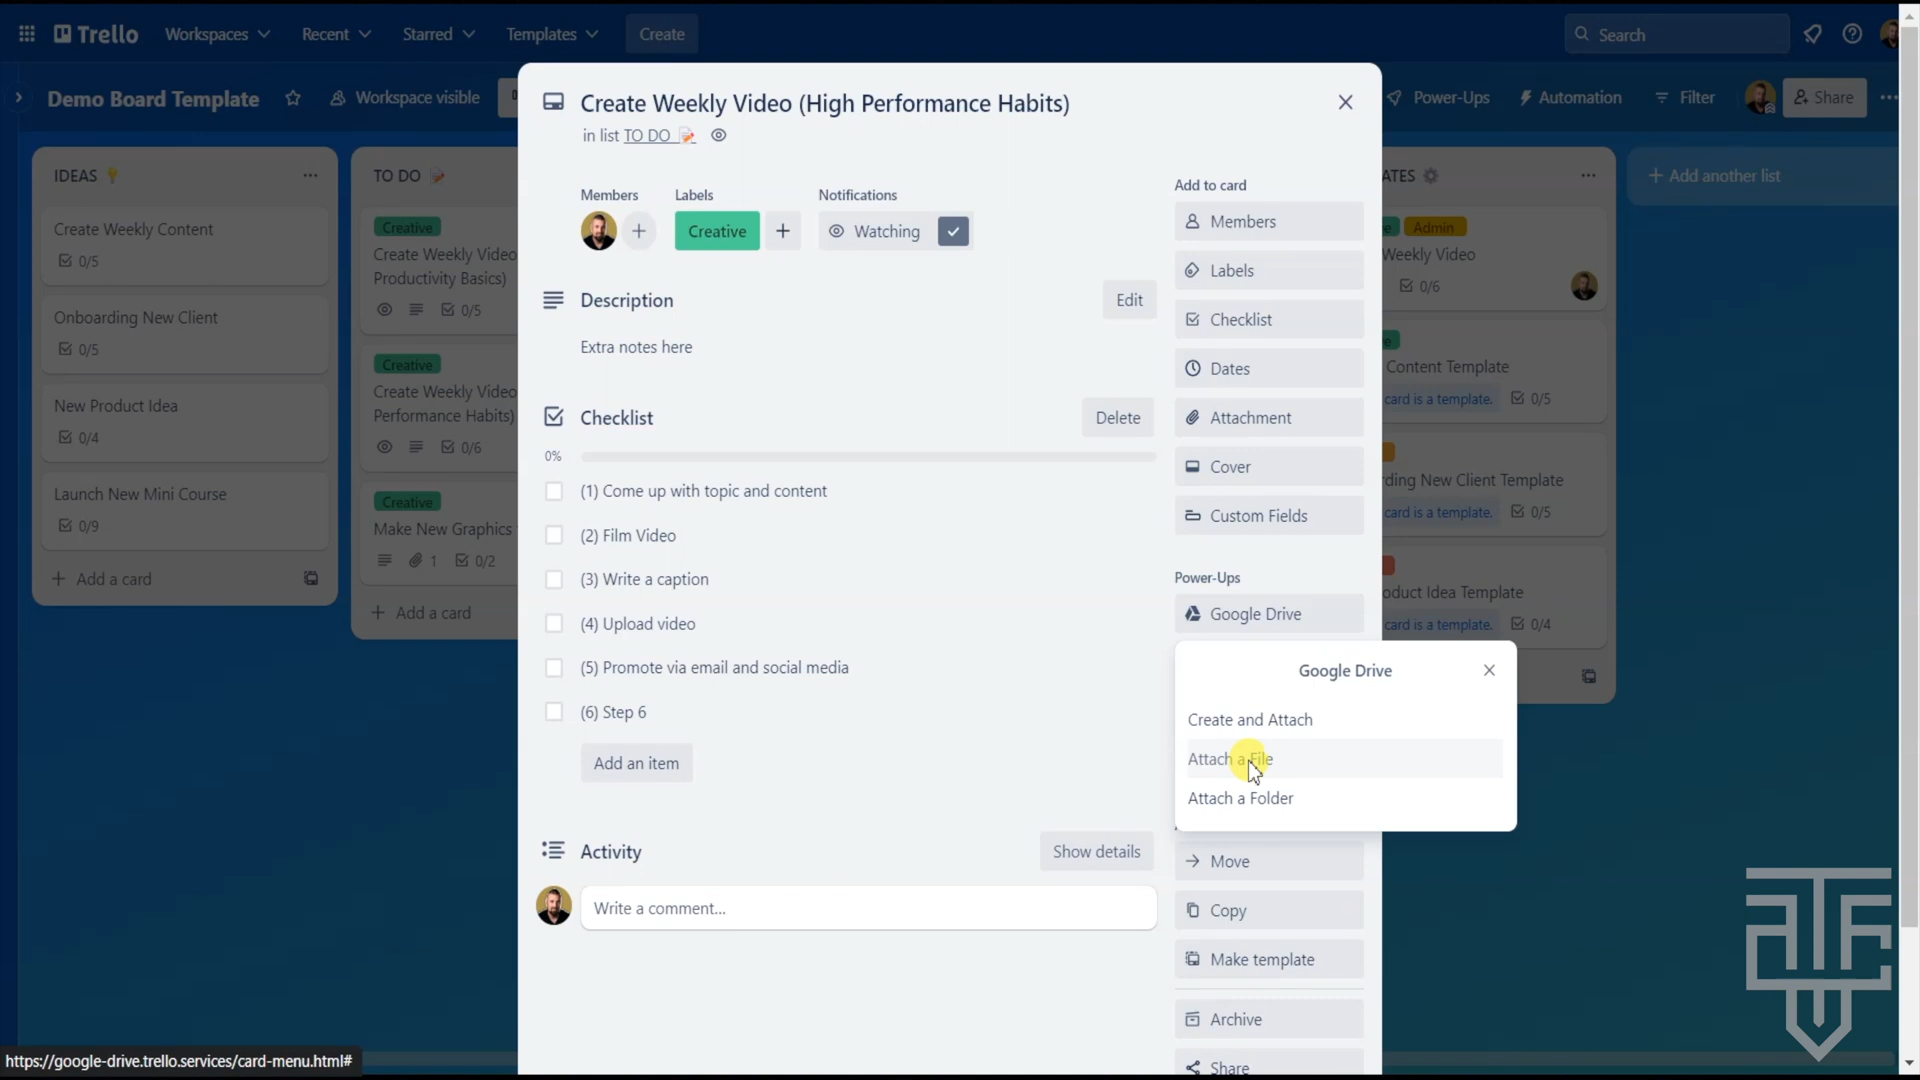 Trello
Workspaces
Recent
Starred
Templates
Create
Search
Demo Board Template
Workspace visible
Power-Ups
Automation
Filter
Share
IDEAS
Create Weekly Content
0/5
Onboarding New Client
0/5
New Product Idea
0/4
Launch New Mini Course
0/9
+ Add a card
TO DO
Creative
Create Weekly Video
Productivity Basics)
0/5
Creative
Create Weekly Video
Performance Habits)
0/6
Creative
Make New Graphics
1
0/2
+ Add a card
Create Weekly Video (High Performance Habits)
in list TO DO
Members
Labels
Notifications
+
Creative
+
Watching
Description
Edit
Extra notes here
Checklist
Delete
0%
(1) Come up with topic and content
(2) Film Video
(3) Write a caption
(4) Upload video
(5) Promote via email and social media
(6) Step 6
Add an item
Activity
Show details
Write a comment...
Add to card
Members
Labels
Checklist
Dates
Attachment
Cover
Custom Fields
Power-Ups
Google Drive
Google Drive
Create and Attach
Attach a File
Attach a Folder
Move
Copy
Make template
Archive
Share
ATES
e
Admin
Weekly Video
0/6
e
Content Template
card is a template.
0/5
ding New Client Template
card is a template.
0/5
oduct Idea Template
card is a template.
0/4
+ Add another list
https://google-drive.trello.services/card-menu.html#